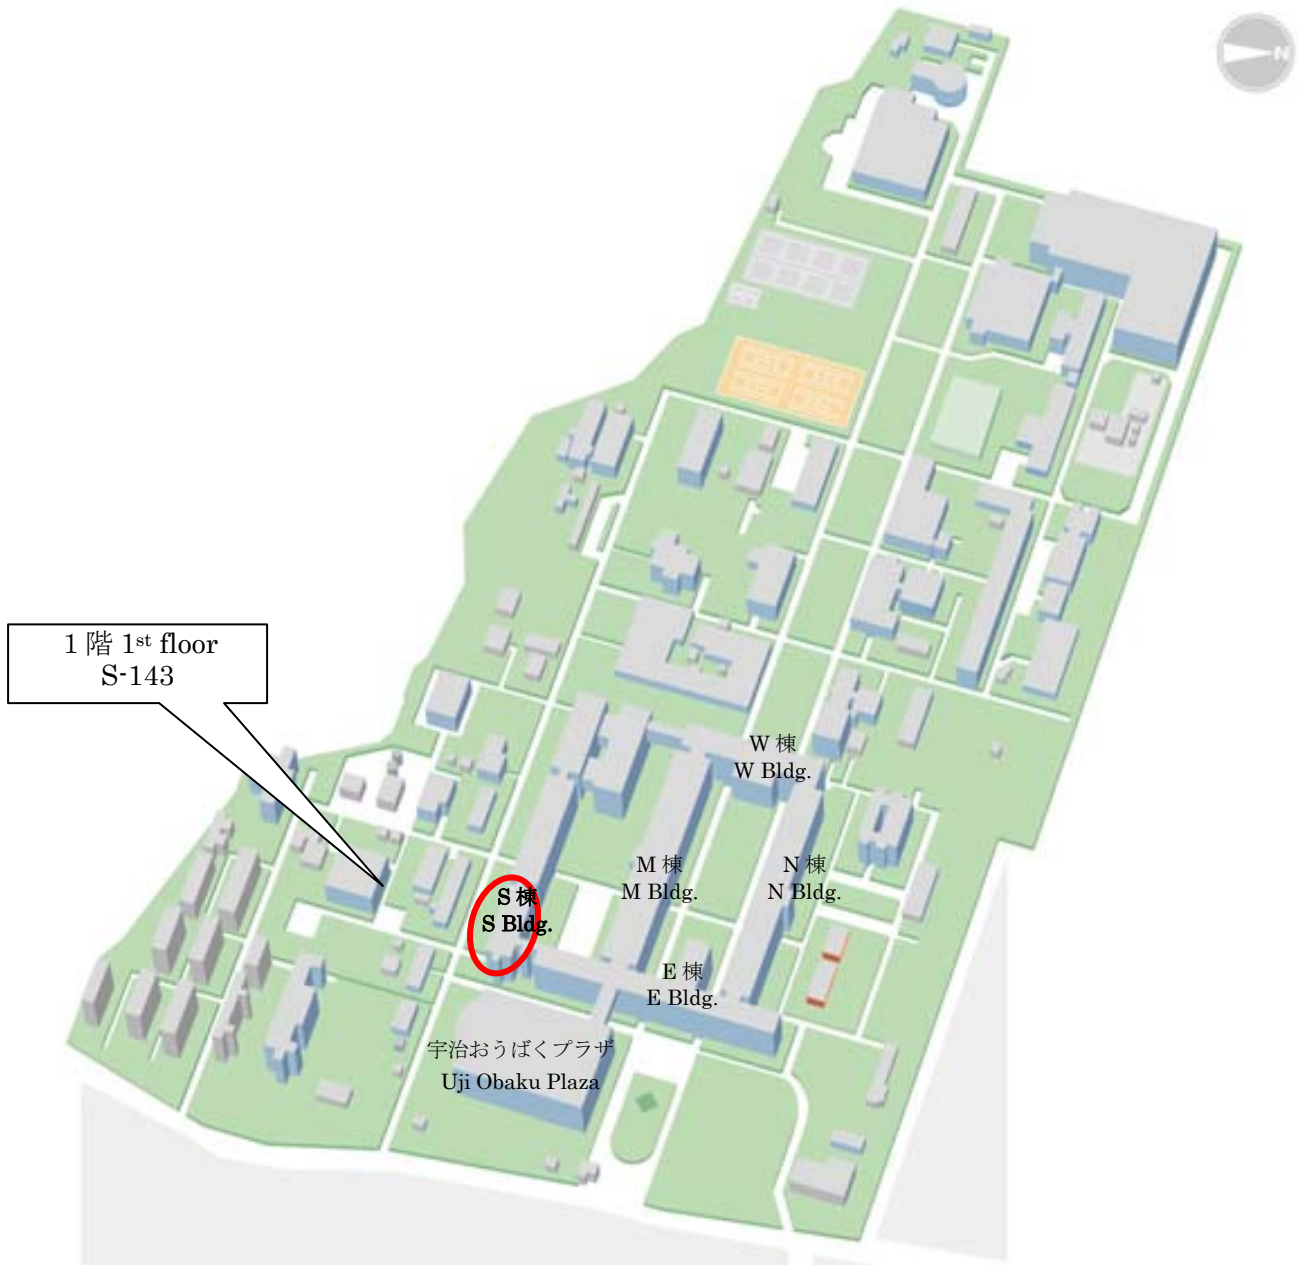 N
1 階 1st floor
S-143
W 棟
W Bldg.
M 棟
M Bldg.
N 棟
N Bldg.
S 棟
S Bldg.
E 棟
E Bldg.
宇治おうばくプラザ
Uji Obaku Plaza